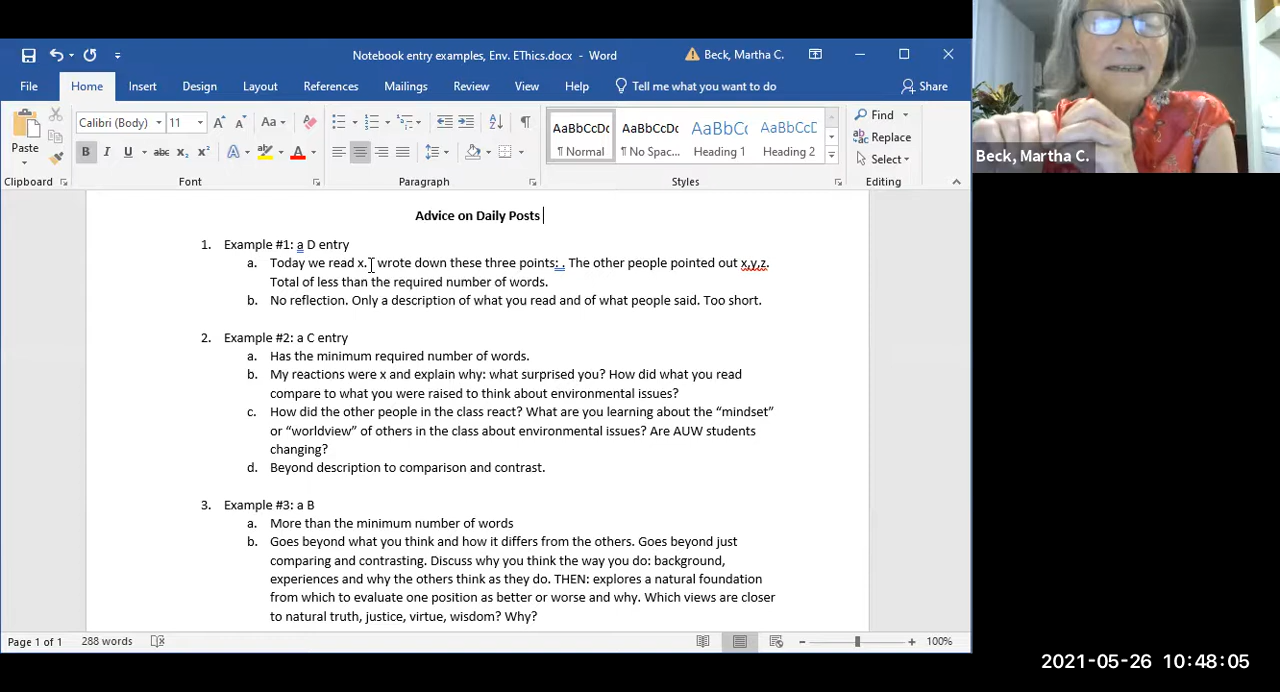 Notebook entry examples, Env. EThics.docx - Word
Beck, Martha C.
File Home Insert Design Layout References Mailings Review View Help Tell me what you want to do Share
Paste
Calibri (Body) 11
Find
Replace
Select
AaBbCcDc AaBbCcDc AaBbCc AaBbCcD
¶ Normal ¶ No Spac... Heading 1 Heading 2
Clipboard Font Paragraph Styles Editing
Beck, Martha C.
Advice on Daily Posts
1. Example #1: a D entry
a. Today we read x. wrote down these three points: . The other people pointed out x,y,z.
Total of less than the required number of words.
b. No reflection. Only a description of what you read and of what people said. Too short.
2. Example #2: a C entry
a. Has the minimum required number of words.
b. My reactions were x and explain why: what surprised you? How did what you read
compare to what you were raised to think about environmental issues?
c. How did the other people in the class react? What are you learning about the “mindset”
or “worldview” of others in the class about environmental issues? Are AUW students
changing?
d. Beyond description to comparison and contrast.
3. Example #3: a B
a. More than the minimum number of words
b. Goes beyond what you think and how it differs from the others. Goes beyond just
comparing and contrasting. Discuss why you think the way you do: background,
experiences and why the others think as they do. THEN: explores a natural foundation
from which to evaluate one position as better or worse and why. Which views are closer
to natural truth, justice, virtue, wisdom? Why?
Page 1 of 1 288 words 100%
2021-05-26 10:48:05